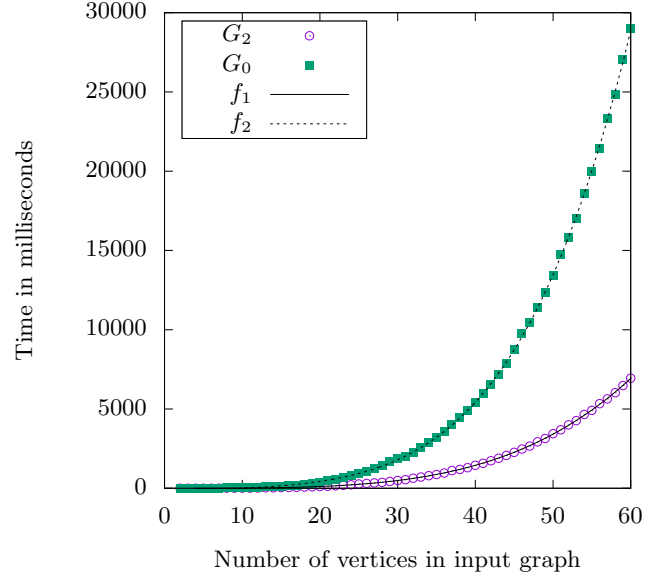 30000
25000
20000
15000
10000
5000
0
Time in milliseconds
G₂
G₀
f₁
f₂
0 10 20 30 40 50 60
Number of vertices in input graph